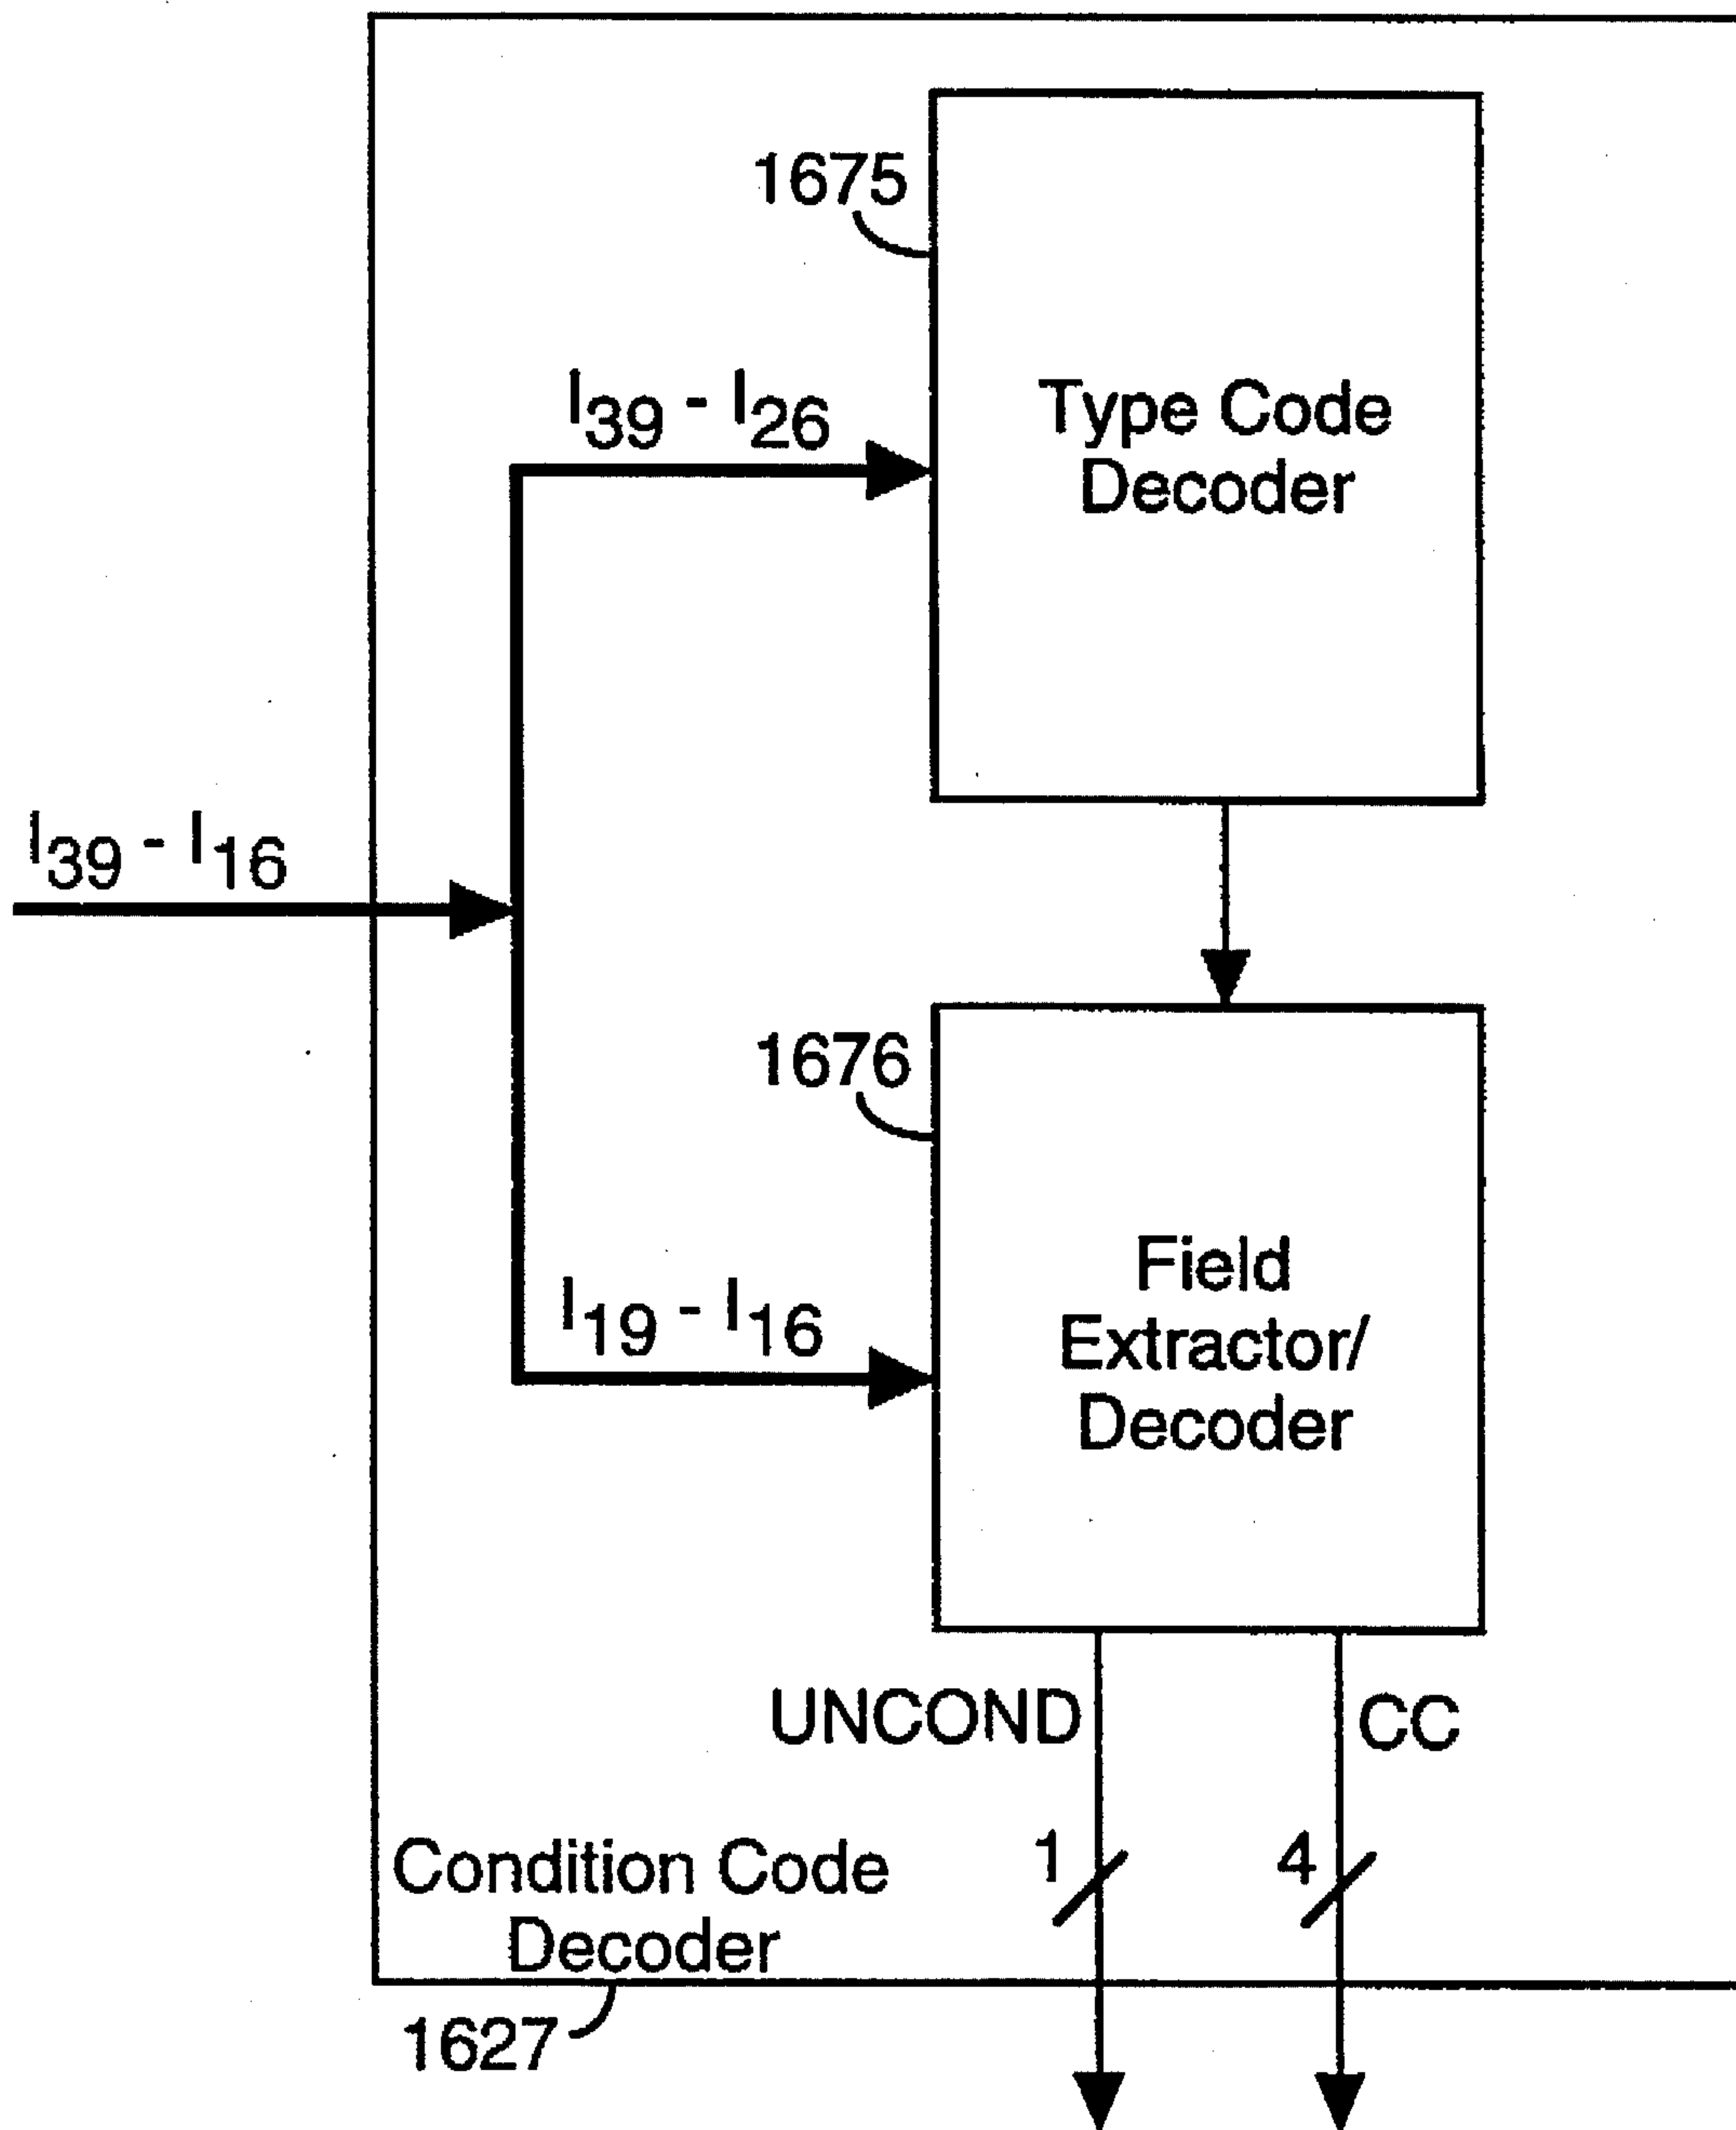 1675
I39 - I26
Type Code
Decoder
I39 - I16
1676
I19 - I16
Field
Extractor/
Decoder
UNCOND
CC
1
4
Condition Code
Decoder
1627